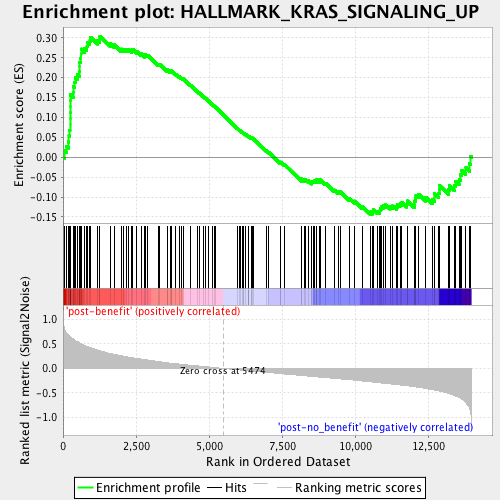 Enrichment plot: HALLMARK_KRAS_SIGNALING_UP
Enrichment score (ES)
0.30
0.25
0.20
0.15
0.10
0.05
0.00
-0.05
-0.10
-0.15
'post-benefit' (positively correlated)
Ranked list metric (Signal2Noise)
1.0
0.5
0.0
-0.5
-1.0
Zero cross at 5474
'post-no_benefit' (negatively correlated)
0
2,500
5,000
7,500
10,000
12,500
Rank in Ordered Dataset
Enrichment profile
Hits
Ranking metric scores